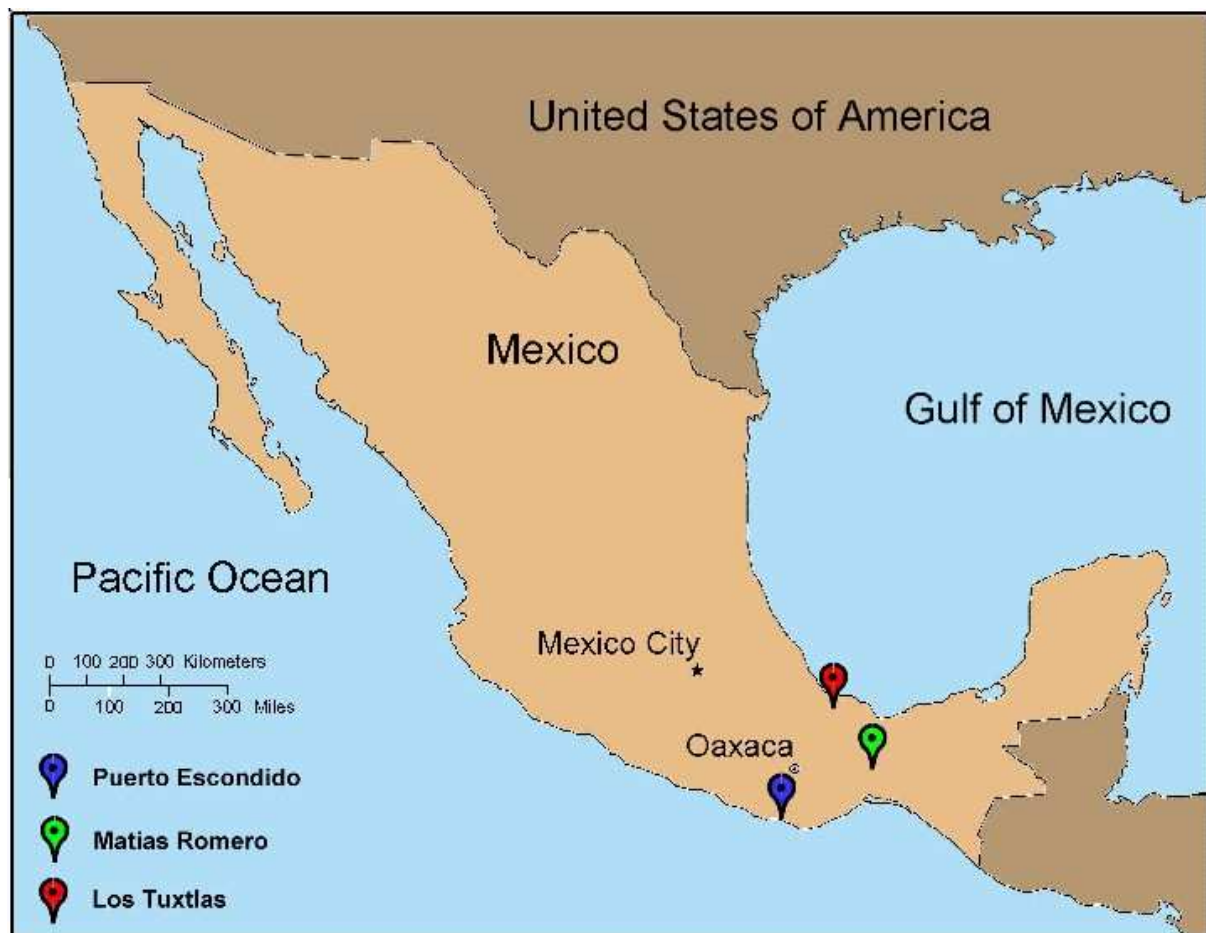 United States of America
Mexico
Gulf of Mexico
Pacific Ocean
Mexico City
0 100 200 300 Kilometers
0 100 200 300 Miles
Oaxaca
Puerto Escondido
Matias Romero
Los Tuxtlas